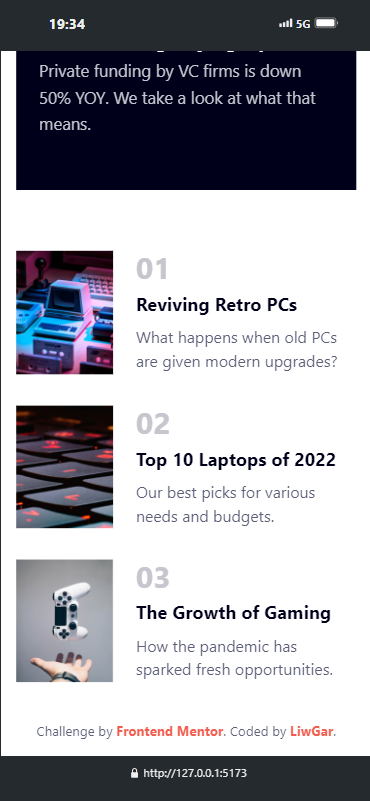 19:34
5G
Private funding by VC firms is down
50% YOY. We take a look at what that
means.
01
Reviving Retro PCs
What happens when old PCs
are given modern upgrades?
02
Top 10 Laptops of 2022
Our best picks for various
needs and budgets.
03
The Growth of Gaming
How the pandemic has
sparked fresh opportunities.
Challenge by Frontend Mentor. Coded by LiwGar.
http://127.0.0.1:5173